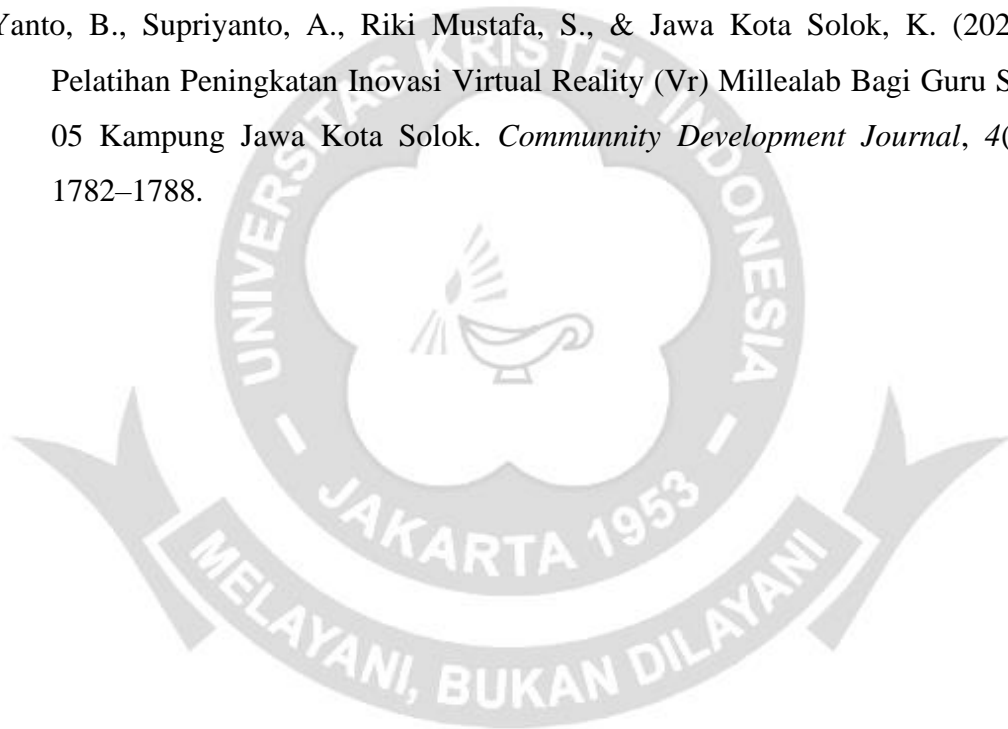 Yanto, B., Supriyanto, A., Riki Mustafa, S., & Jawa Kota Solok, K. (202
Pelatihan Peningkatan Inovasi Virtual Reality (Vr) Millealab Bagi Guru S
05 Kampung Jawa Kota Solok. Communnity Development Journal, 4(
1782–1788.
UNIVERSITAS KRISTEN INDONESIA
- JAKARTA 1953 -
MELAYANI, BUKAN DILAYANI